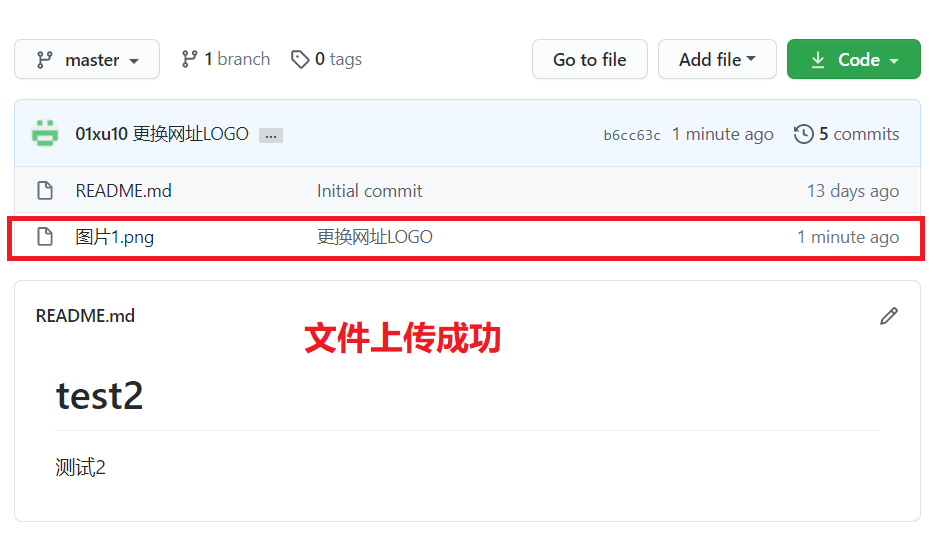 master 1 branch 0 tags Go to file Add file Code
01xu10 更换网址LOGO ... b6cc63c 1 minute ago 5 commits
README.md Initial commit 13 days ago
图片1.png 更换网址LOGO 1 minute ago
README.md
文件上传成功
test2
测试2